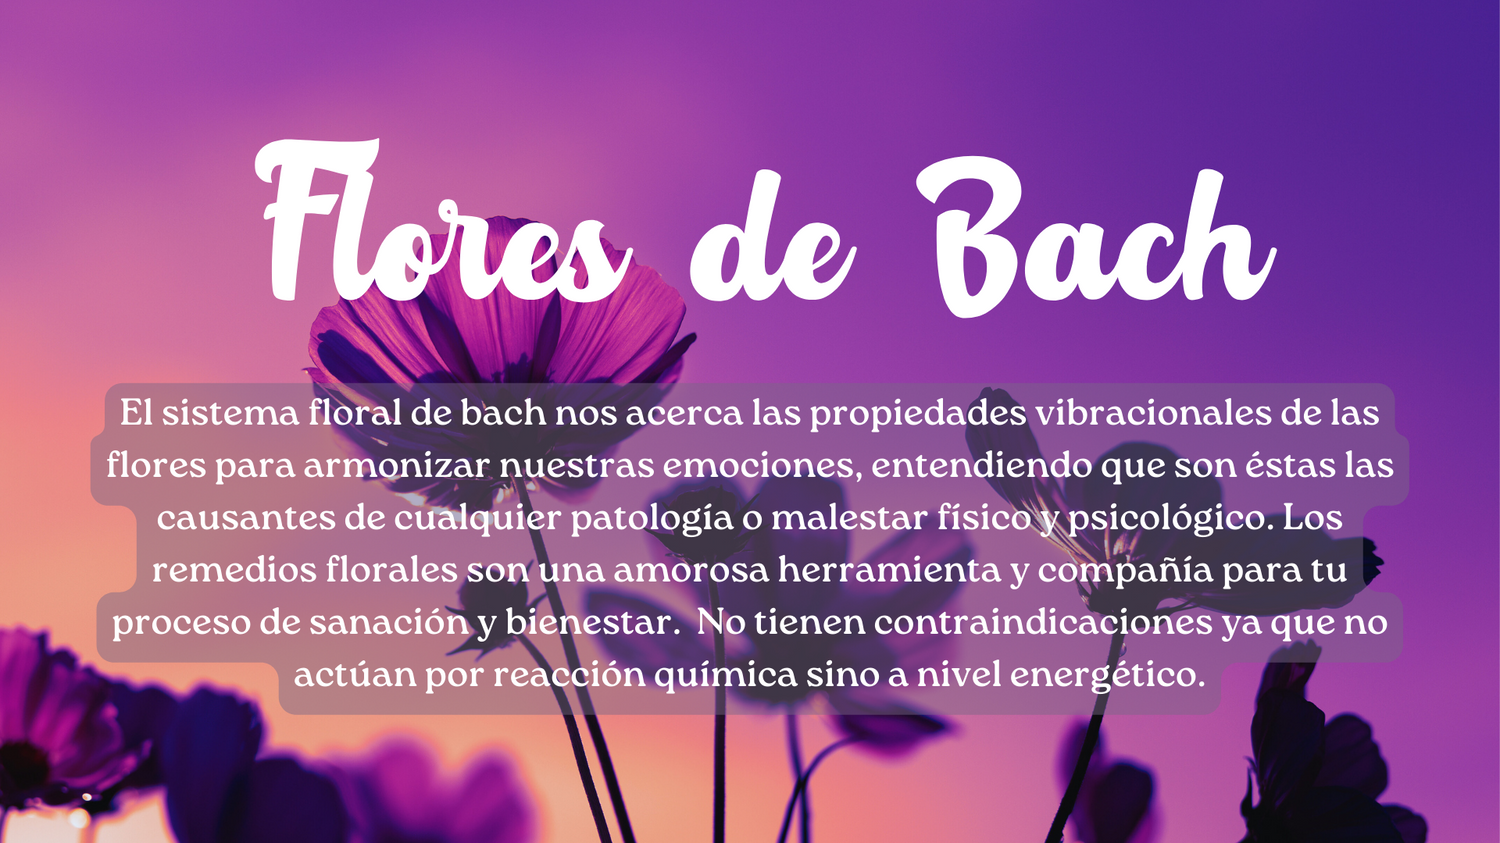 Flores de Bach
El sistema floral de bach nos acerca las propiedades vibracionales de las
flores para armonizar nuestras emociones, entendiendo que son éstas las
causantes de cualquier patología o malestar físico y psicológico. Los
remedios florales son una amorosa herramienta y compañía para tu
proceso de sanación y bienestar.  No tienen contraindicaciones ya que no
actúan por reacción química sino a nivel energético.